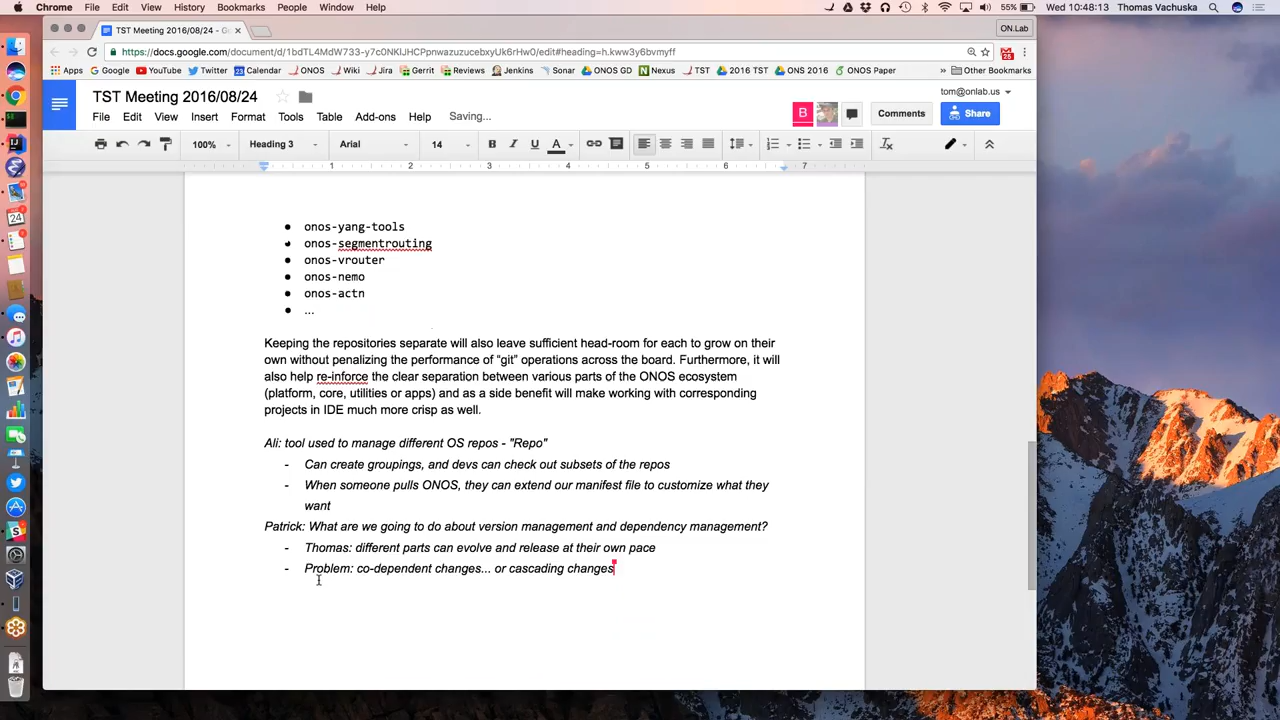 Chrome File Edit View History Bookmarks People Window Help 55% Wed 10:48:13 Thomas Vachuska
TST Meeting 2016/08/24 - G ON.Lab
https://docs.google.com/document/d/1bdTL4MdW733-y7c0NKIJHCPpnwazuzucebxyUk6rHw0/edit#heading=h.kww3y6bvmyff
Apps Google YouTube Twitter Calendar ONOS Wiki Jira Gerrit Reviews Jenkins Sonar ONOS GD Nexus TST 2016 TST ONS 2016 ONOS Paper » Other Bookmarks
tom@onlab.us
TST Meeting 2016/08/24
File Edit View Insert Format Tools Table Add-ons Help Saving... B Comments Share
100% Heading 3 Arial 14 B I U A
1 1 2 3 4 5 6 7
● onos-yang-tools
● onos-segmentrouting
● onos-vrouter
● onos-nemo
● onos-actn
● ...
Keeping the repositories separate will also leave sufficient head-room for each to grow on their
own without penalizing the performance of “git” operations across the board. Furthermore, it will
also help re-inforce the clear separation between various parts of the ONOS ecosystem
(platform, core, utilities or apps) and as a side benefit will make working with corresponding
projects in IDE much more crisp as well.
Ali: tool used to manage different OS repos - "Repo"
- Can create groupings, and devs can check out subsets of the repos
- When someone pulls ONOS, they can extend our manifest file to customize what they
want
Patrick: What are we going to do about version management and dependency management?
- Thomas: different parts can evolve and release at their own pace
- Problem: co-dependent changes... or cascading changes